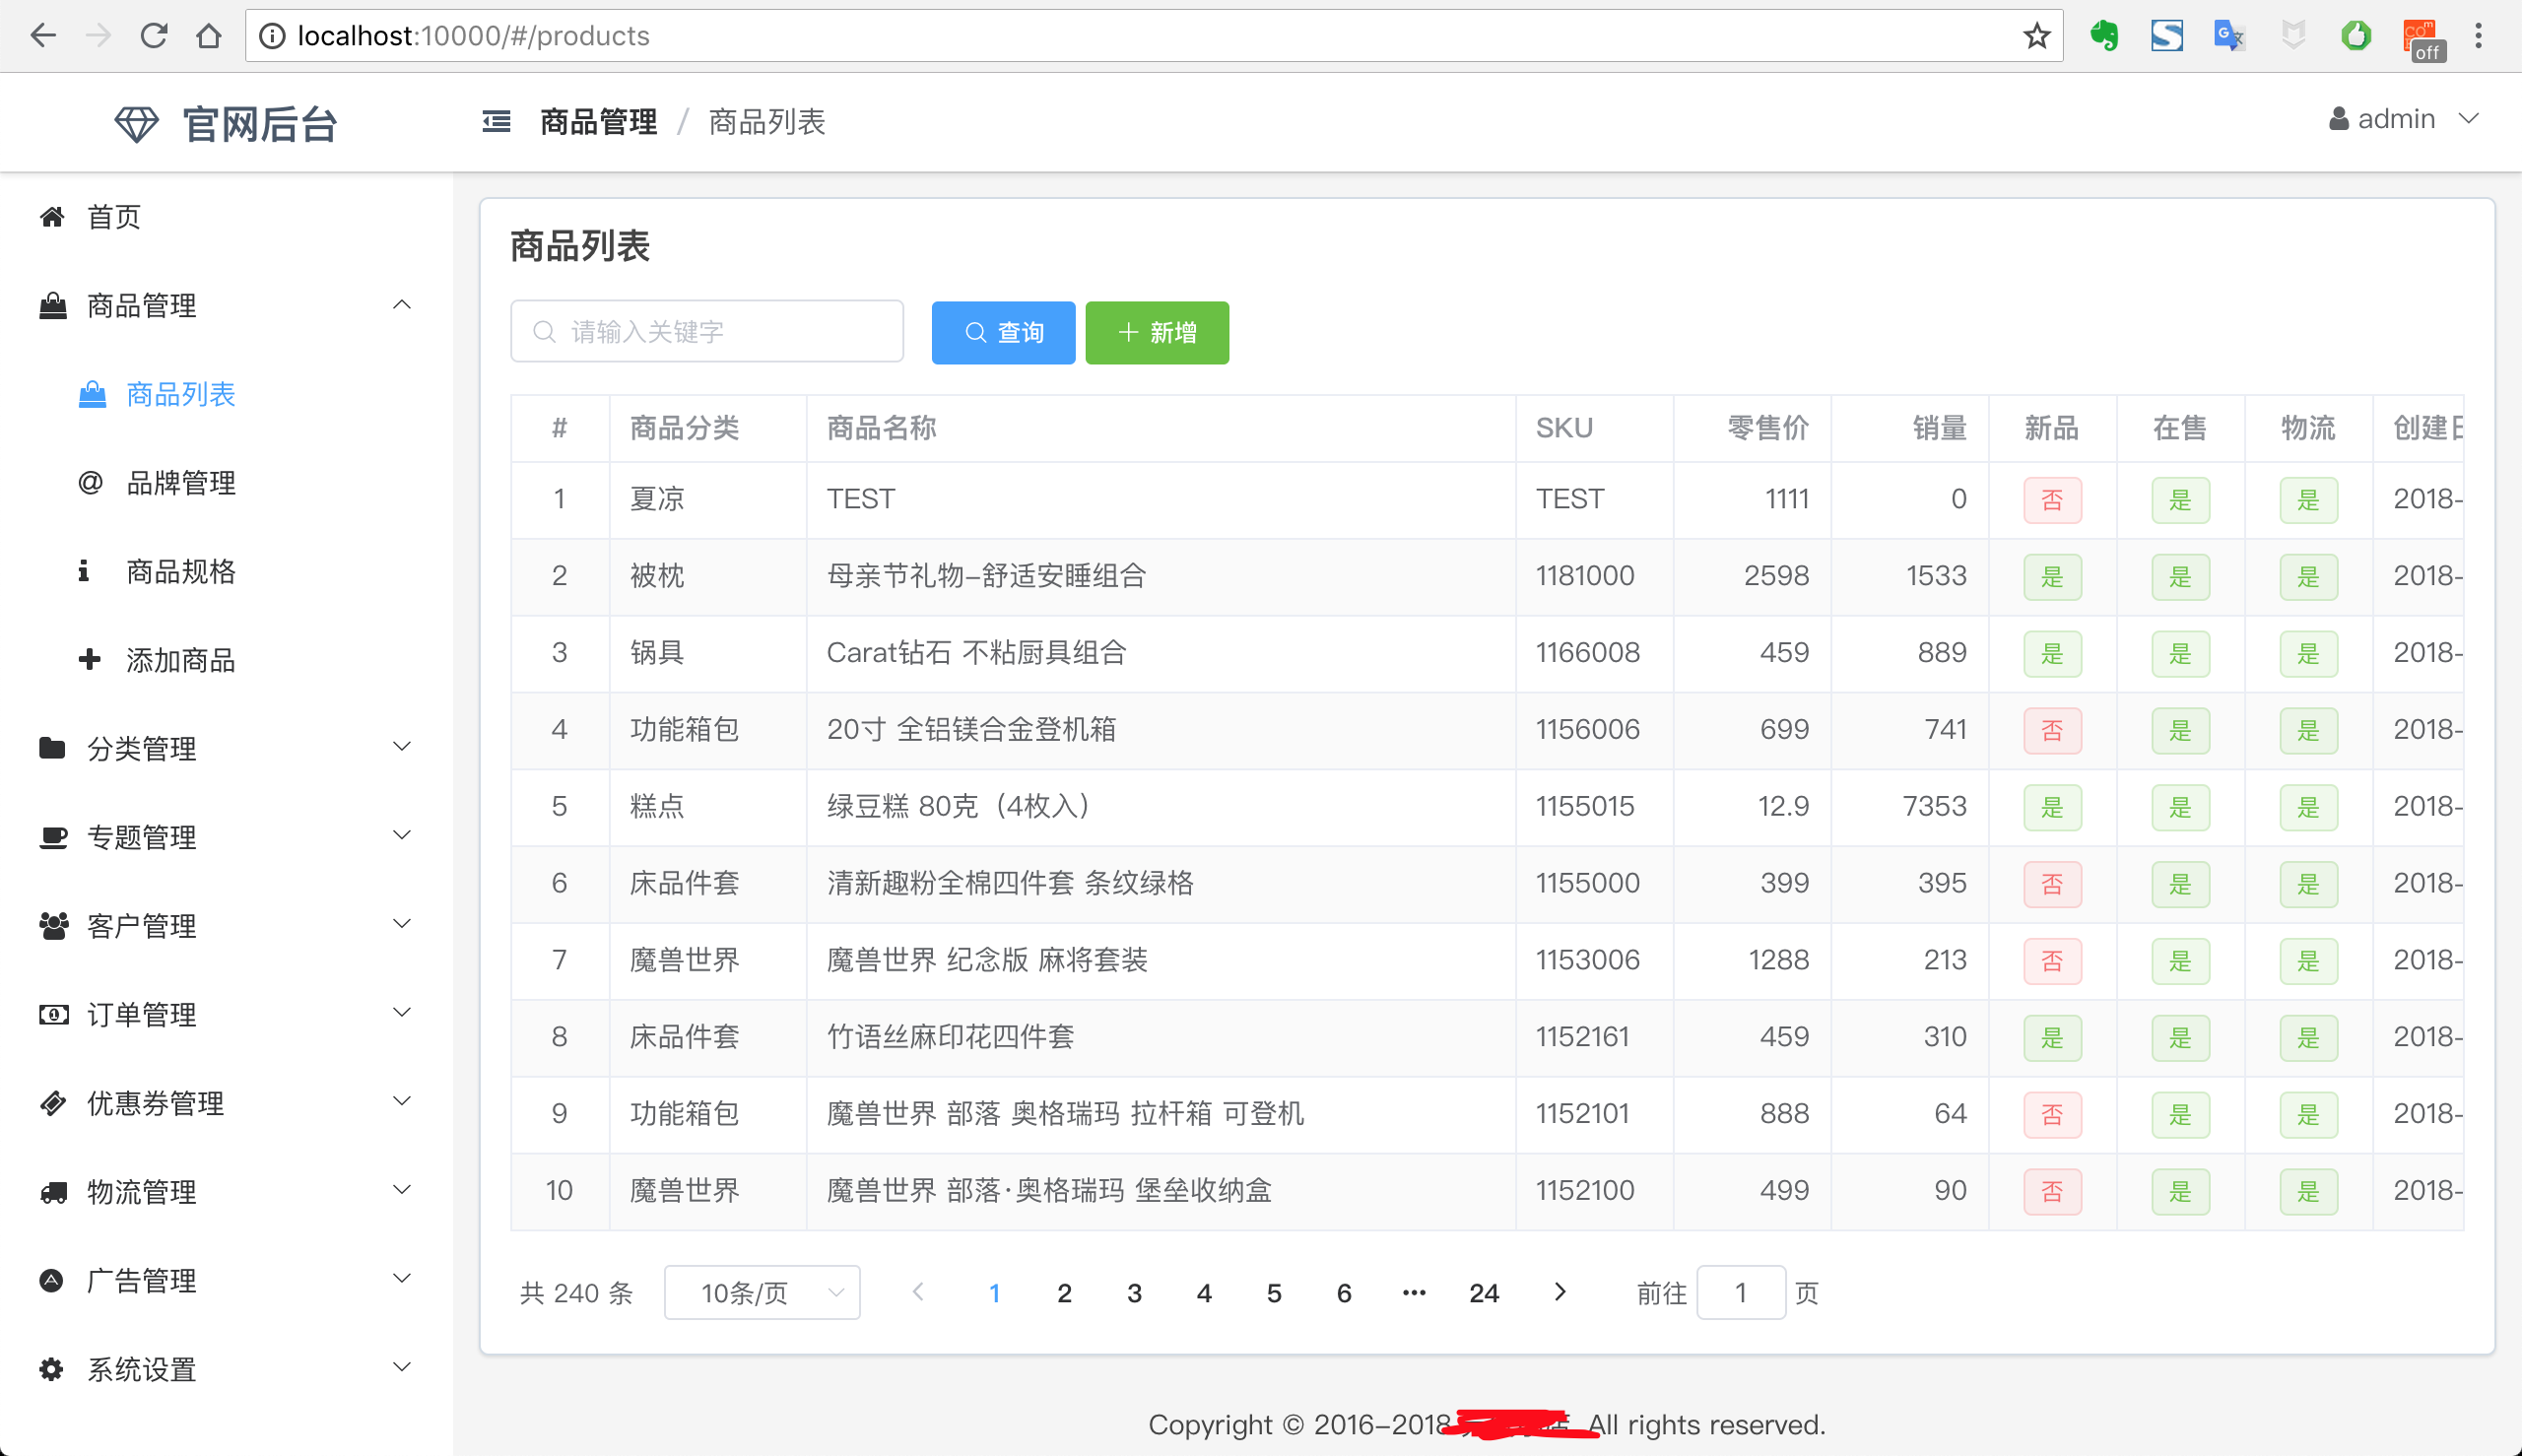 localhost:10000/#/products
off
官网后台
商品管理 / 商品列表
admin
首页
商品管理
商品列表
品牌管理
商品规格
添加商品
分类管理
专题管理
客户管理
订单管理
优惠券管理
物流管理
广告管理
系统设置
商品列表
请输入关键字 查询 新增
# 商品分类 商品名称 SKU 零售价 销量 新品 在售 物流 创建日
1 夏凉 TEST TEST 1111 0 否 是 是 2018-
2 被枕 母亲节礼物-舒适安睡组合 1181000 2598 1533 是 是 是 2018-
3 锅具 Carat钻石 不粘厨具组合 1166008 459 889 是 是 是 2018-
4 功能箱包 20寸 全铝镁合金登机箱 1156006 699 741 否 是 是 2018-
5 糕点 绿豆糕 80克（4枚入） 1155015 12.9 7353 是 是 是 2018-
6 床品件套 清新趣粉全棉四件套 条纹绿格 1155000 399 395 否 是 是 2018-
7 魔兽世界 魔兽世界 纪念版 麻将套装 1153006 1288 213 否 是 是 2018-
8 床品件套 竹语丝麻印花四件套 1152161 459 310 是 是 是 2018-
9 功能箱包 魔兽世界 部落 奥格瑞玛 拉杆箱 可登机 1152101 888 64 否 是 是 2018-
10 魔兽世界 魔兽世界 部落·奥格瑞玛 堡垒收纳盒 1152100 499 90 否 是 是 2018-
共 240 条 10条/页 1 2 3 4 5 6 ••• 24 前往 1 页
Copyright © 2016-2018 All rights reserved.